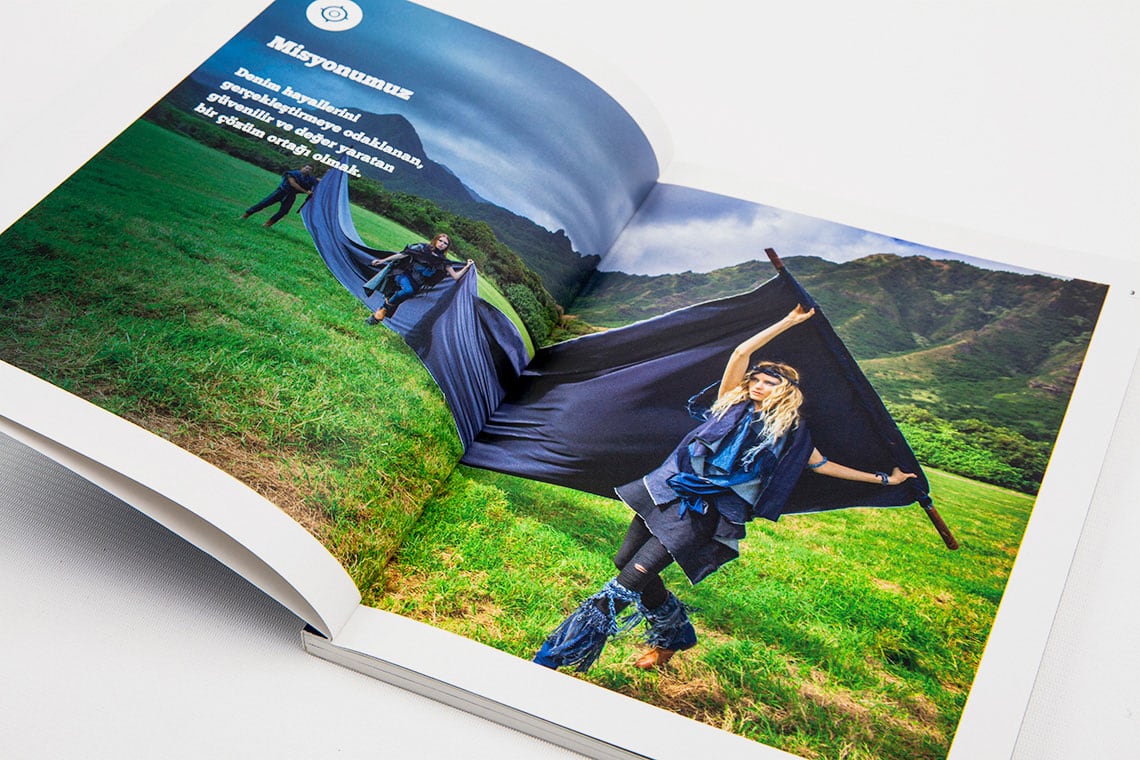 Misyonumuz
Denim hayallerini
gerçekleştirmeye odaklanan,
güvenilir ve değer yaratan
bir çözüm ortağı olmak.